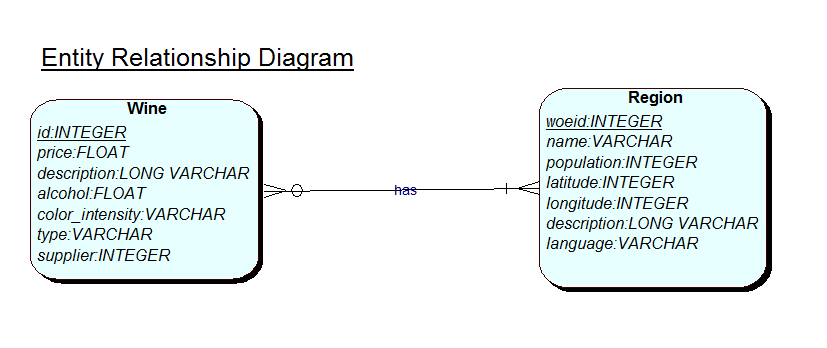 Entity Relationship Diagram
Wine
id:INTEGER
price:FLOAT
description:LONG VARCHAR
alcohol:FLOAT
color_intensity:VARCHAR
type:VARCHAR
supplier:INTEGER
has
Region
woeid:INTEGER
name:VARCHAR
population:INTEGER
latitude:INTEGER
longitude:INTEGER
description:LONG VARCHAR
language:VARCHAR